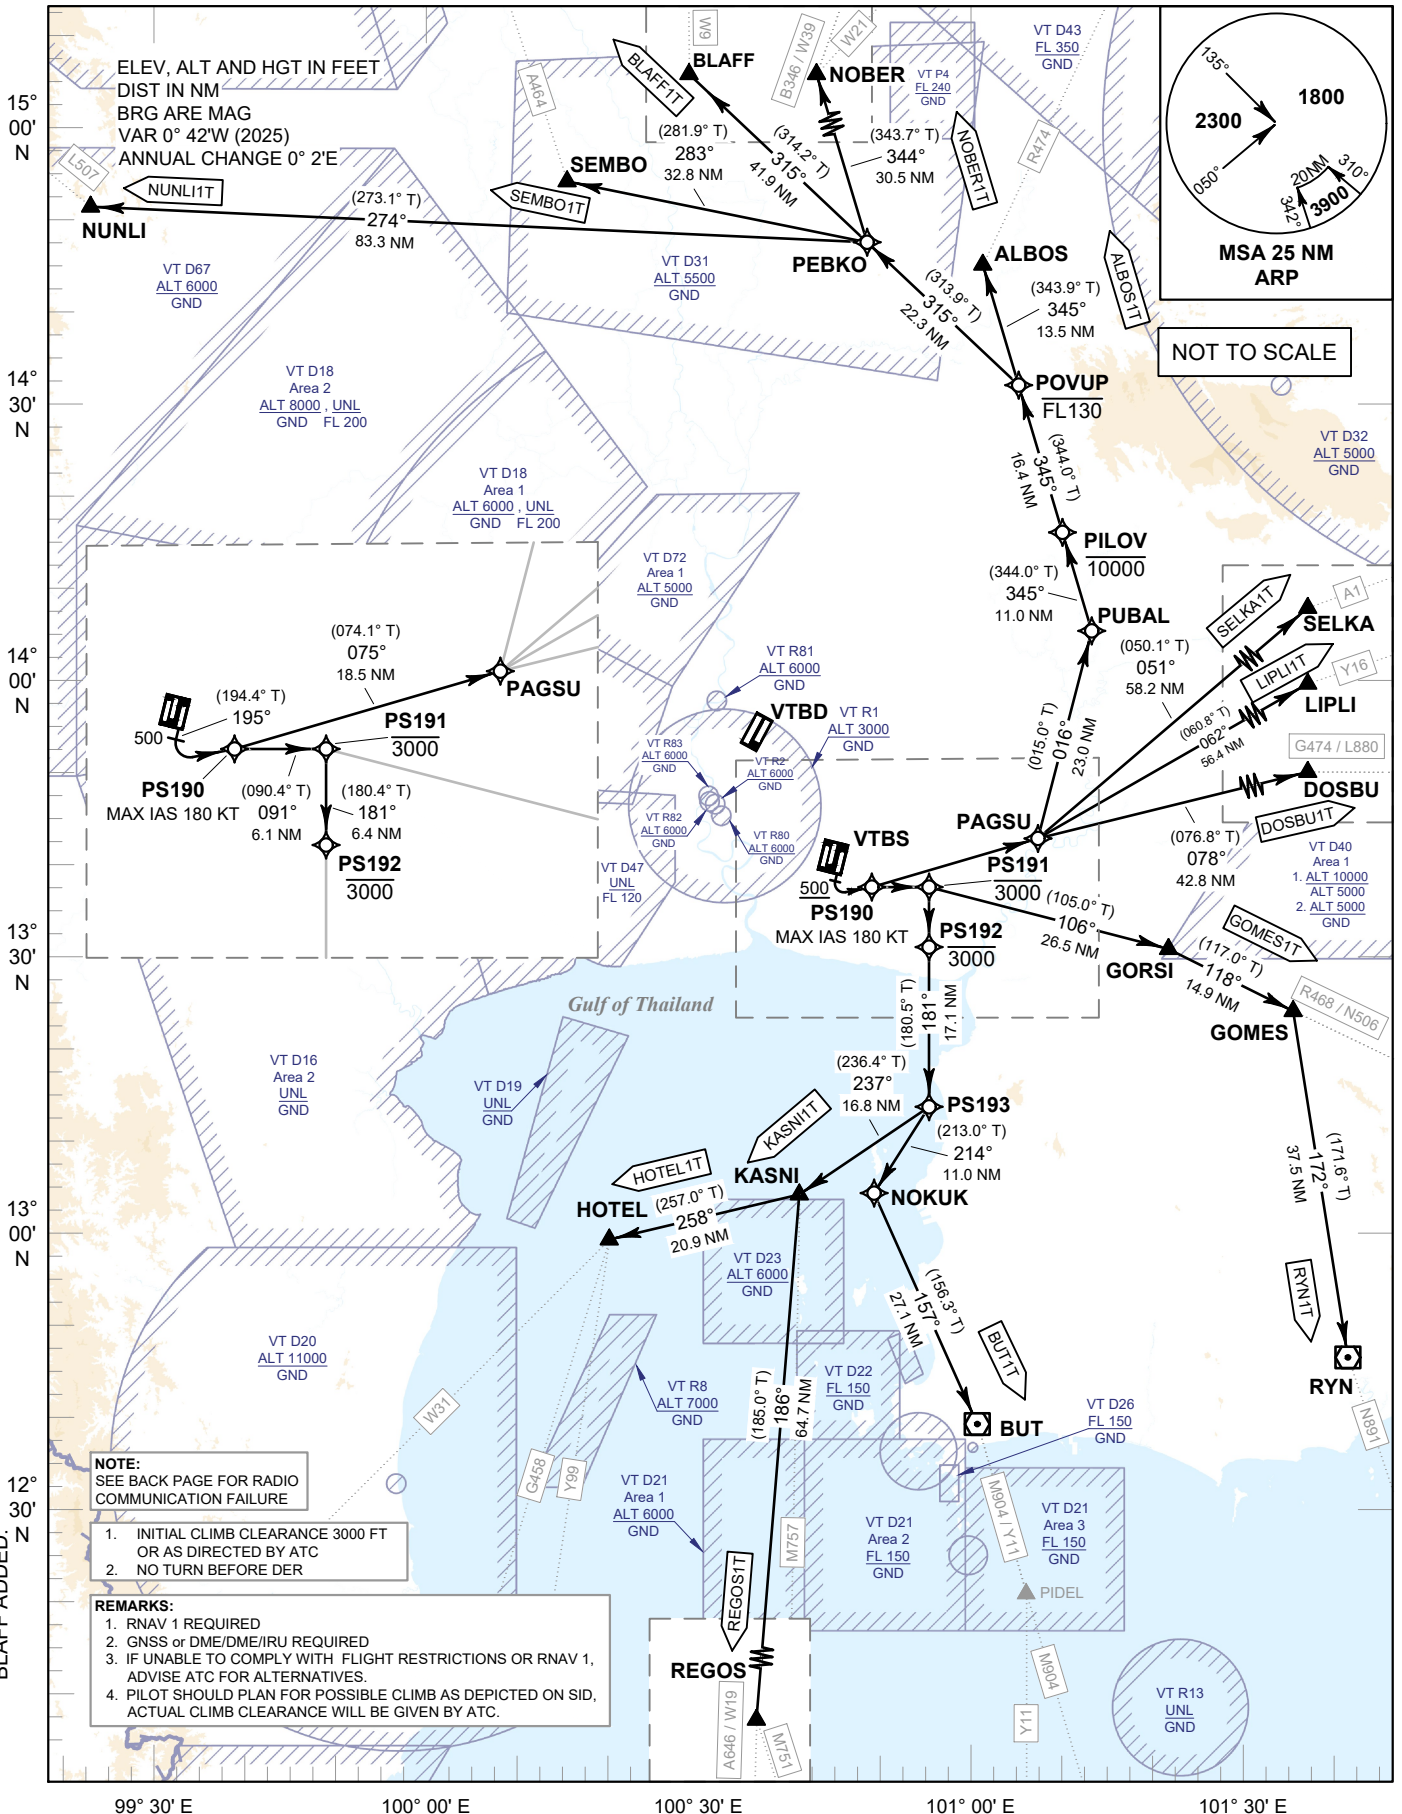 ELEV, ALT AND HGT IN FEET
DIST IN NM
BRG ARE MAG
VAR 0° 42'W (2025)
ANNUAL CHANGE 0° 2'E
15°
00'
N
14°
30'
N
14°
00'
N
13°
30'
N
13°
00'
N
12°
30'
N
L507
NUNLI1T
NUNLI
(273.1° T)
274°
83.3 NM
A464
SEMBO
SEMBO1T
(281.9° T)
283°
32.8 NM
W9
BLAFF
BLAFF1T
(314.2° T)
315°
41.9 NM
B346 / W39
W21
NOBER
NOBER1T
(343.7° T)
344°
30.5 NM
VT P4
FL 240
GND
VT D43
FL 350
GND
R474
135°
1800
2300
050°
20NM
310°
342°
3900
MSA 25 NM
ARP
NOT TO SCALE
PEBKO
ALBOS
ALBOS1T
(343.9° T)
345°
13.5 NM
(313.9° T)
315°
22.3 NM
POVUP
FL130
VT D67
ALT 6000
GND
VT D31
ALT 5500
GND
VT D18
Area 2
ALT 8000 , UNL
GND FL 200
VT D18
Area 1
ALT 6000 , UNL
GND FL 200
VT D32
ALT 5000
GND
(344.0° T)
345°
16.4 NM
PILOV
10000
(344.0° T)
345°
11.0 NM
PUBAL
VT D72
Area 1
ALT 5000
GND
VT R81
ALT 6000
GND
VTBD
VT R1
ALT 3000
GND
VT R83
ALT 6000
GND
VT R2
ALT 6000
GND
VT R82
ALT 6000
GND
VT R80
ALT 6000
GND
VT D47
UNL
FL 120
(074.1° T)
075°
18.5 NM
PAGSU
(194.4° T)
195°
500
PS191
3000
PS190
MAX IAS 180 KT
(090.4° T)
091°
6.1 NM
(180.4° T)
181°
6.4 NM
PS192
3000
SELKA1T
A1
SELKA
(050.1° T)
051°
58.2 NM
LIPLI1T
Y16
LIPLI
(060.8° T)
062°
56.4 NM
(015.0° T)
016°
23.0 NM
G474 / L880
DOSBU
DOSBU1T
(076.8° T)
078°
42.8 NM
VT D40
Area 1
1. ALT 10000
ALT 5000
2. ALT 5000
GND
PAGSU
VTBS
500
PS190
MAX IAS 180 KT
PS191
3000
PS192
3000
(105.0° T)
106°
26.5 NM
GORSI
GOMES1T
(117.0° T)
118°
14.9 NM
GOMES
R468 / N506
Gulf of Thailand
(180.5° T)
181°
17.1 NM
VT D16
Area 2
UNL
GND
VT D19
UNL
GND
(236.4° T)
237°
16.8 NM
PS193
KASNI1T
KASNI
(213.0° T)
214°
11.0 NM
NOKUK
HOTEL1T
HOTEL
(257.0° T)
258°
20.9 NM
VT D23
ALT 6000
GND
(171.6° T)
172°
37.5 NM
RYN1T
RYN
N891
(156.3° T)
157°
27.1 NM
BUT1T
BUT
VT D20
ALT 11000
GND
W31
VT R8
ALT 7000
GND
VT D22
FL 150
GND
VT D26
FL 150
GND
(185.0° T)
186°
64.7 NM
G458
Y99
VT D21
Area 1
ALT 6000
GND
VT D21
Area 2
FL 150
GND
VT D21
Area 3
FL 150
GND
M904 / Y11
PIDEL
M757
REGOS1T
REGOS
A646 / W19
M751
Y11
M904
VT R13
UNL
GND
NOTE:
SEE BACK PAGE FOR RADIO
COMMUNICATION FAILURE
1. INITIAL CLIMB CLEARANCE 3000 FT
OR AS DIRECTED BY ATC
2. NO TURN BEFORE DER
REMARKS:
1. RNAV 1 REQUIRED
2. GNSS or DME/DME/IRU REQUIRED
3. IF UNABLE TO COMPLY WITH FLIGHT RESTRICTIONS OR RNAV 1,
ADVISE ATC FOR ALTERNATIVES.
4. PILOT SHOULD PLAN FOR POSSIBLE CLIMB AS DEPICTED ON SID,
ACTUAL CLIMB CLEARANCE WILL BE GIVEN BY ATC.
BLAFF ADDED.
99° 30' E
100° 00' E
100° 30' E
101° 00' E
101° 30' E